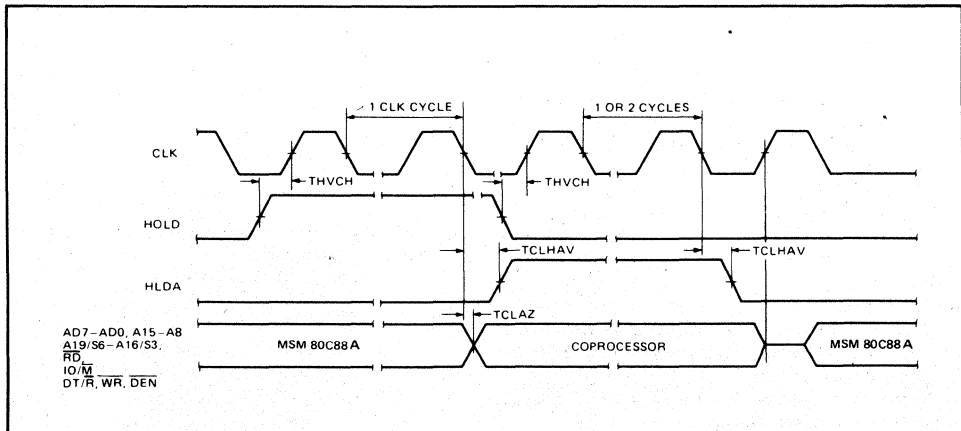 1 CLK CYCLE
1 OR 2 CYCLES
CLK
THVCH
THVCH
HOLD
TCLHAV
TCLHAV
HLDA
TCLAZ
AD7-AD0, A15-A8
A19/S6-A16/S3,
RD,
IO/M
DT/R, WR, DEN
MSM 80C88A
COPROCESSOR
MSM 80C88A